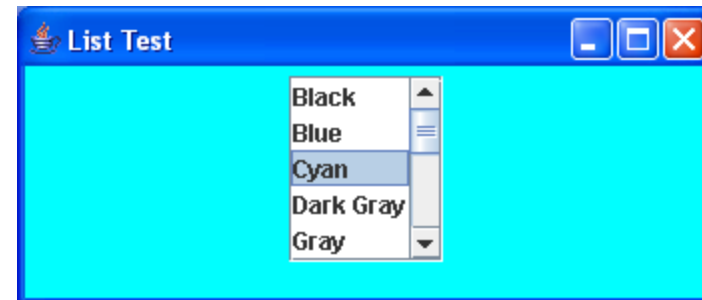 List Test
Black
Blue
Cyan
Dark Gray
Gray